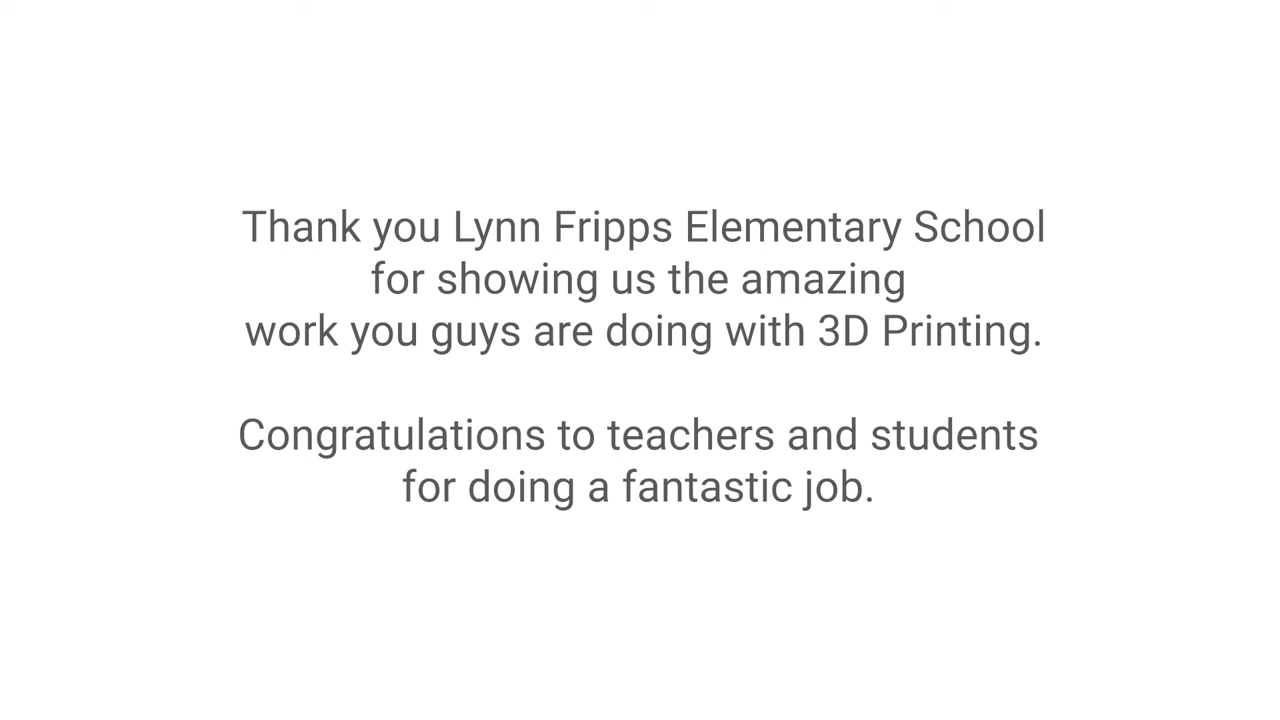 Thank you Lynn Fripps Elementary School
for showing us the amazing
work you guys are doing with 3D Printing.
Congratulations to teachers and students
for doing a fantastic job.